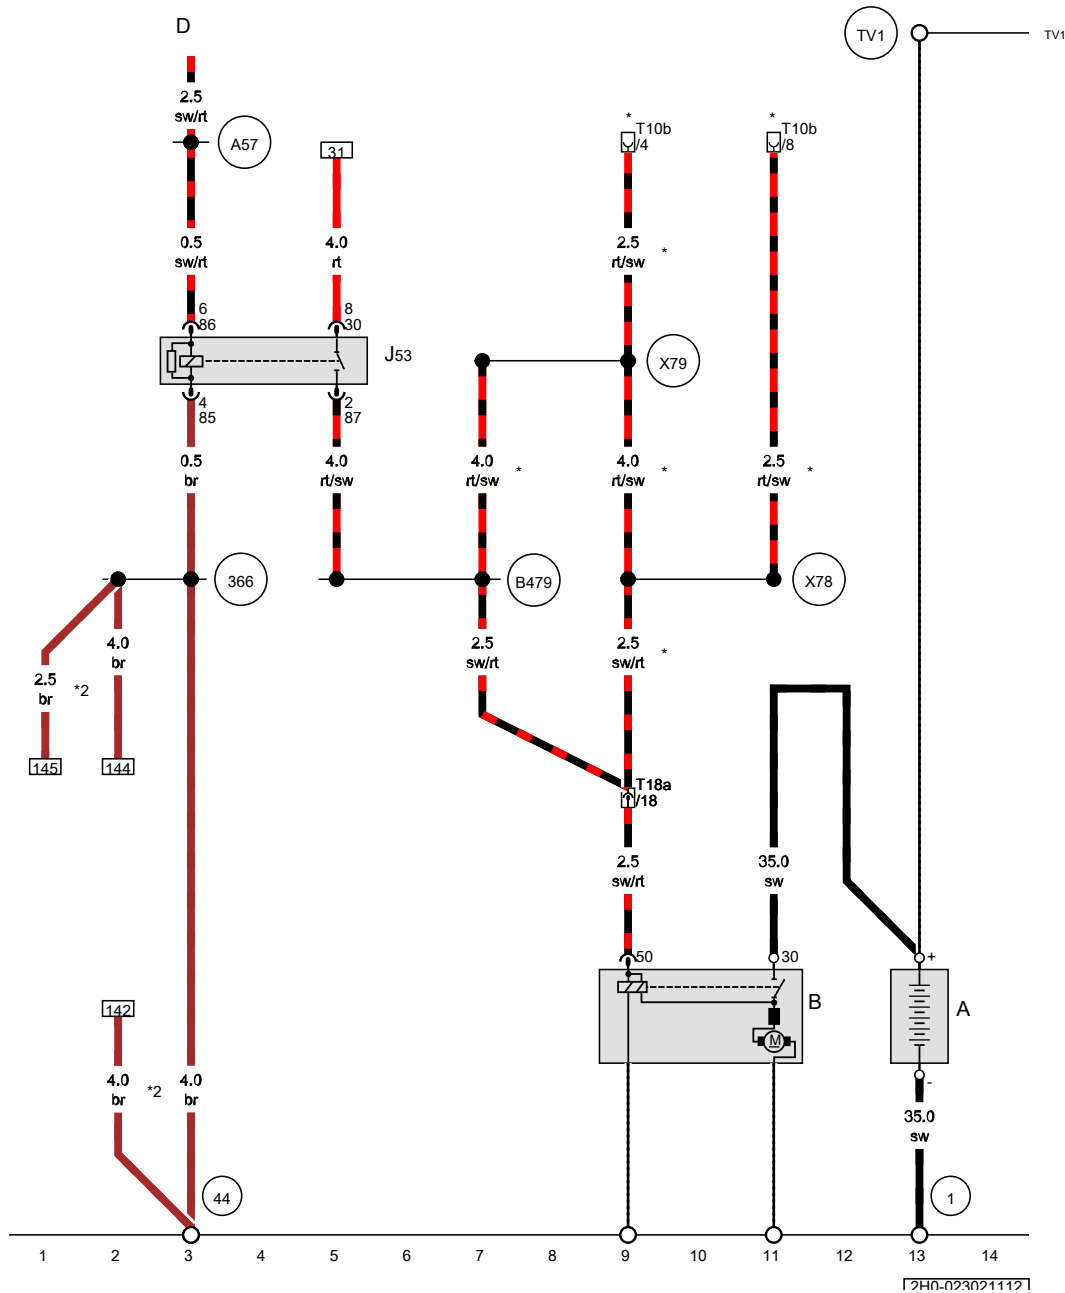 D
TV1
TV1
2.5
sw/rt
A57
31
*
T10b
/4
*
T10b
/8
0.5
sw/rt
4.0
rt
2.5
rt/sw
*
6
86
8
30
J53
X79
4
85
2
87
0.5
br
4.0
rt/sw
4.0
rt/sw
*
4.0
rt/sw
*
2.5
rt/sw
*
366
B479
X78
4.0
br
2.5
br
*2
2.5
sw/rt
2.5
sw/rt
*
145
144
T18a
/18
2.5
sw/rt
35.0
sw
50
30
+
B
A
M
142
4.0
br
*2
4.0
br
-
35.0
sw
44
1
1 2 3 4 5 6 7 8 9 10 11 12 13 14
2H0-023021112